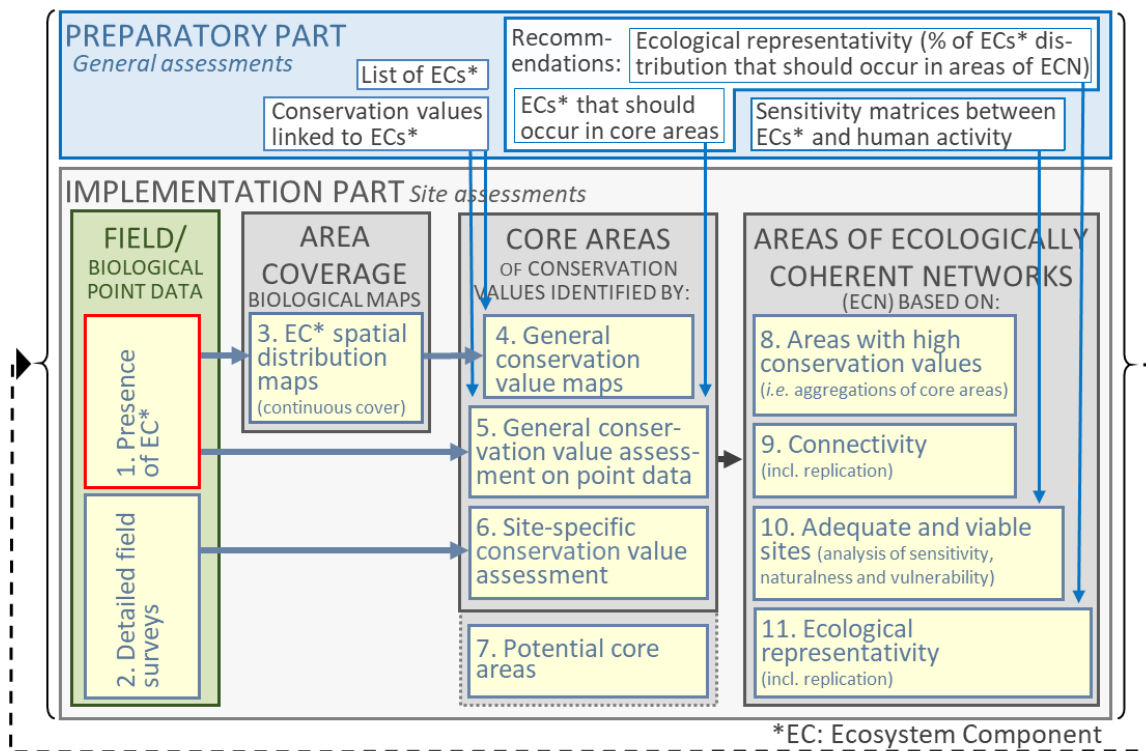 PREPARATORY PART
General assessments
List of ECs*
Conservation values
linked to ECs*
Recomm-
endations:
Ecological representativity (% of ECs* dis-
tribution that should occur in areas of ECN)
ECs* that should
occur in core areas
Sensitivity matrices between
ECs* and human activity
IMPLEMENTATION PART Site assessments
FIELD/
BIOLOGICAL
POINT DATA
1. Presence
of EC*
2. Detailed field
surveys
AREA
COVERAGE
BIOLOGICAL MAPS
3. EC* spatial
distribution
maps
(continuous cover)
CORE AREAS
OF CONSERVATION
VALUES IDENTIFIED BY:
4. General
conservation
value maps
5. General conser-
vation value assess-
ment on point data
6. Site-specific
conservation value
assessment
7. Potential core
areas
AREAS OF ECOLOGICALLY
COHERENT NETWORKS
(ECN) BASED ON:
8. Areas with high
conservation values
(i.e. aggregations of core areas)
9. Connectivity
(incl. replication)
10. Adequate and viable
sites (analysis of sensitivity,
naturalness and vulnerability)
11. Ecological
representativity
(incl. replication)
*EC: Ecosystem Component